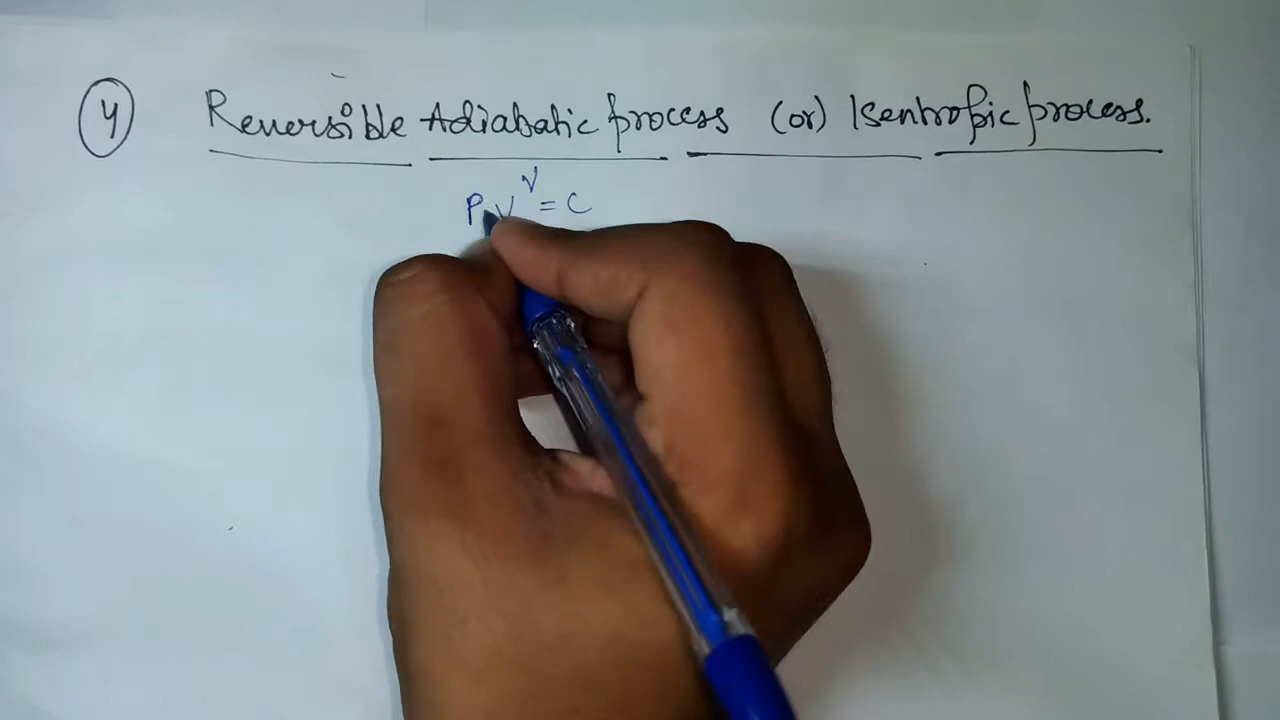 4 Reversible Adiabatic process (or) Isentropic process.
PV^γ = C